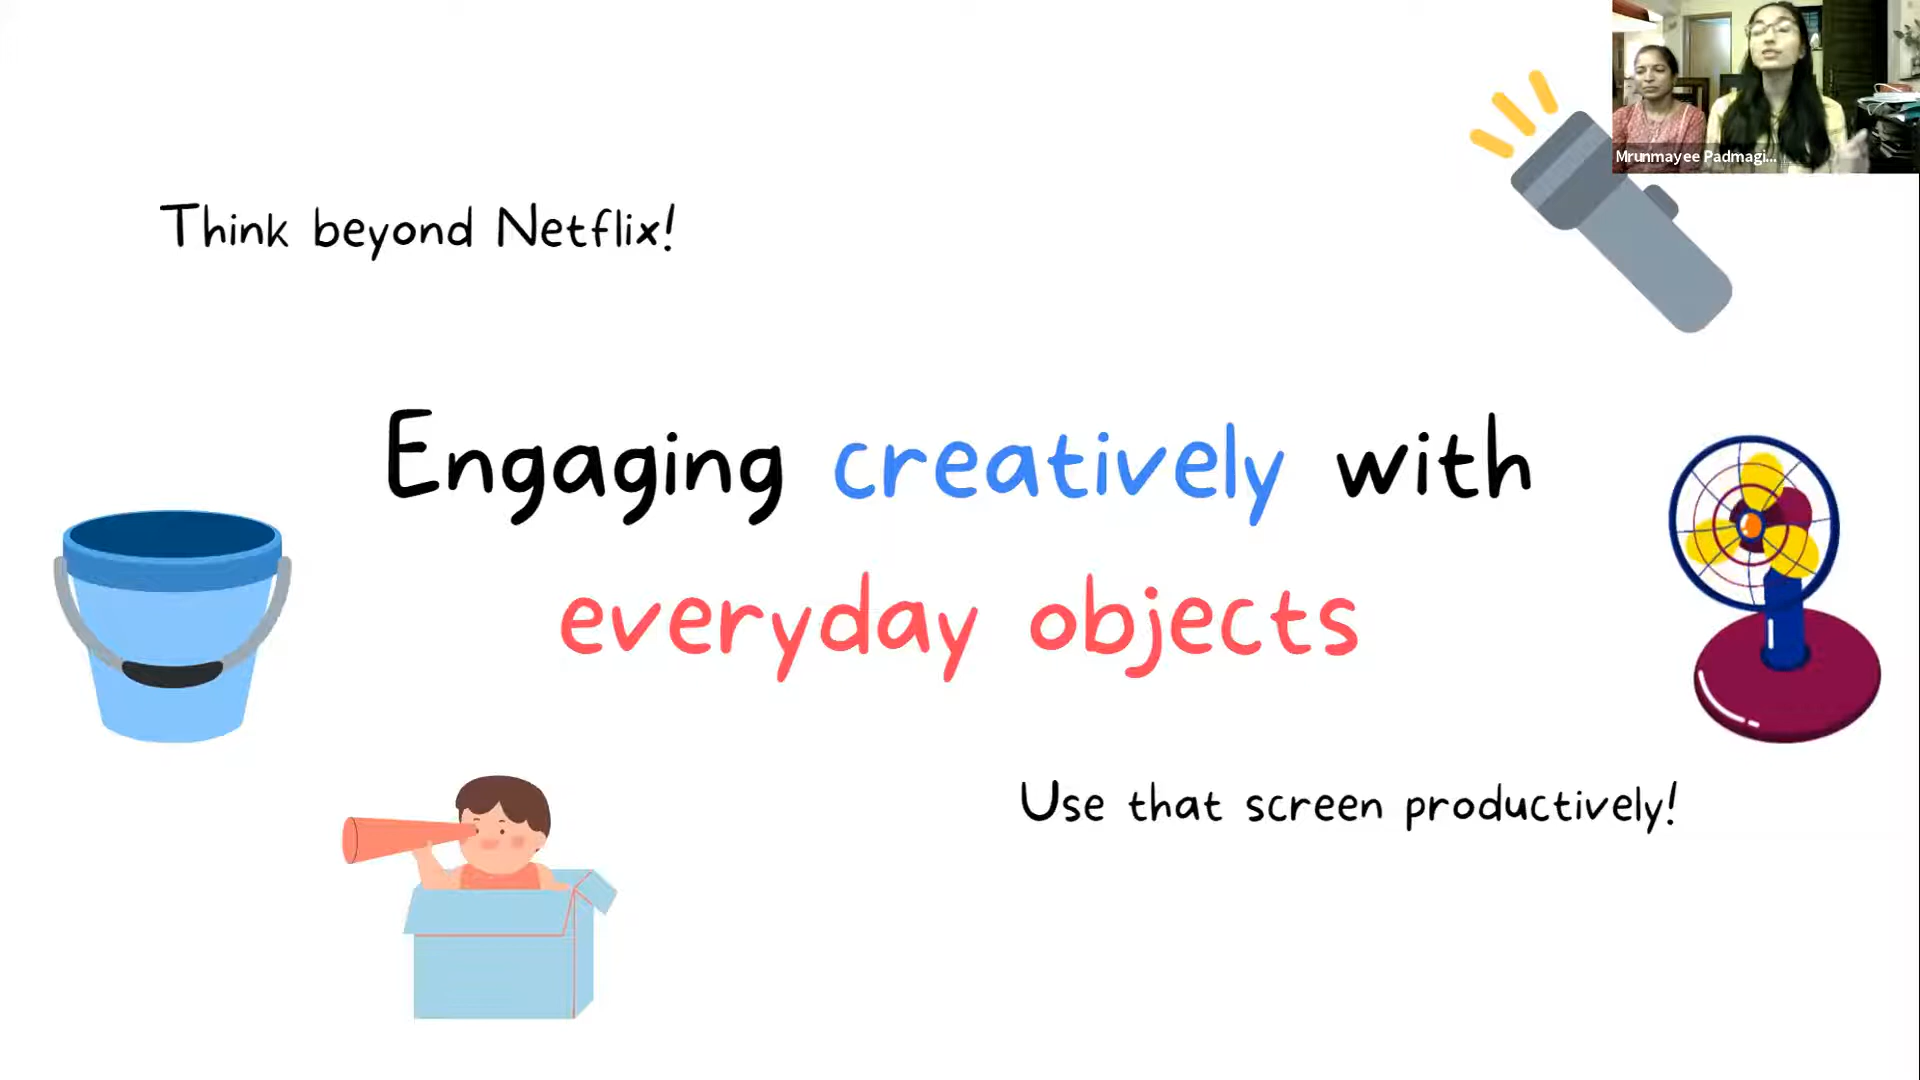 Mrunmayee Padmagi...
Think beyond Netflix!
Engaging creatively with
everyday objects
Use that screen productively!